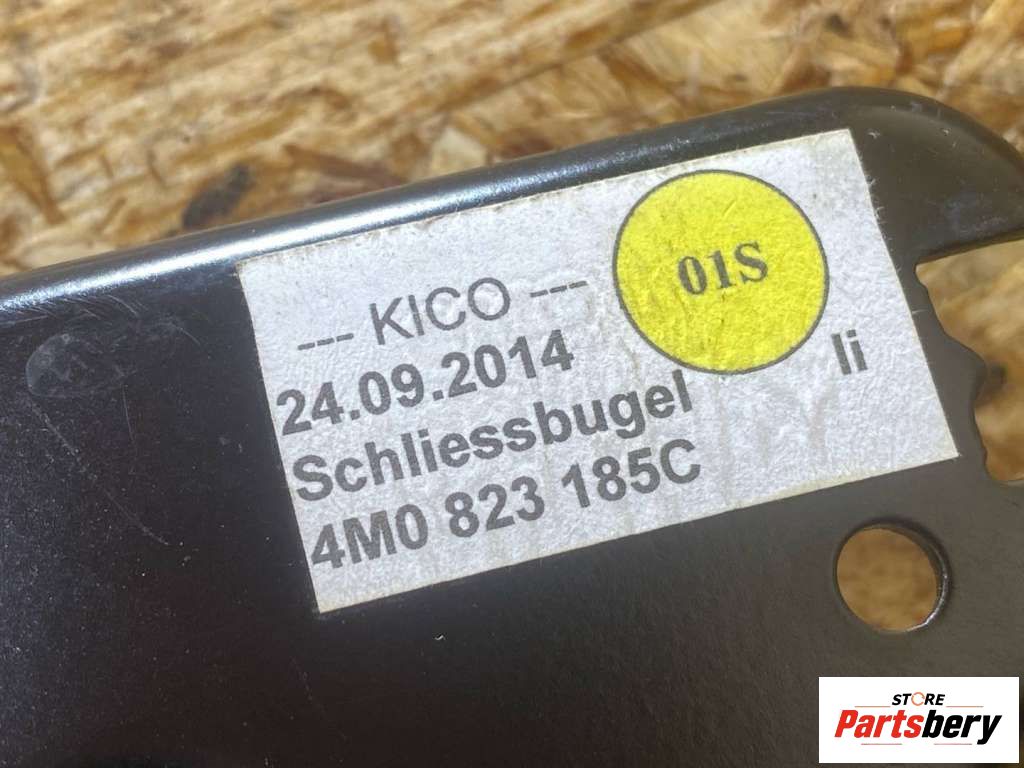 --- KICO ---
01S
24.09.2014
Schliessbugel li
4M0 823 185C
STORE
Partsbery